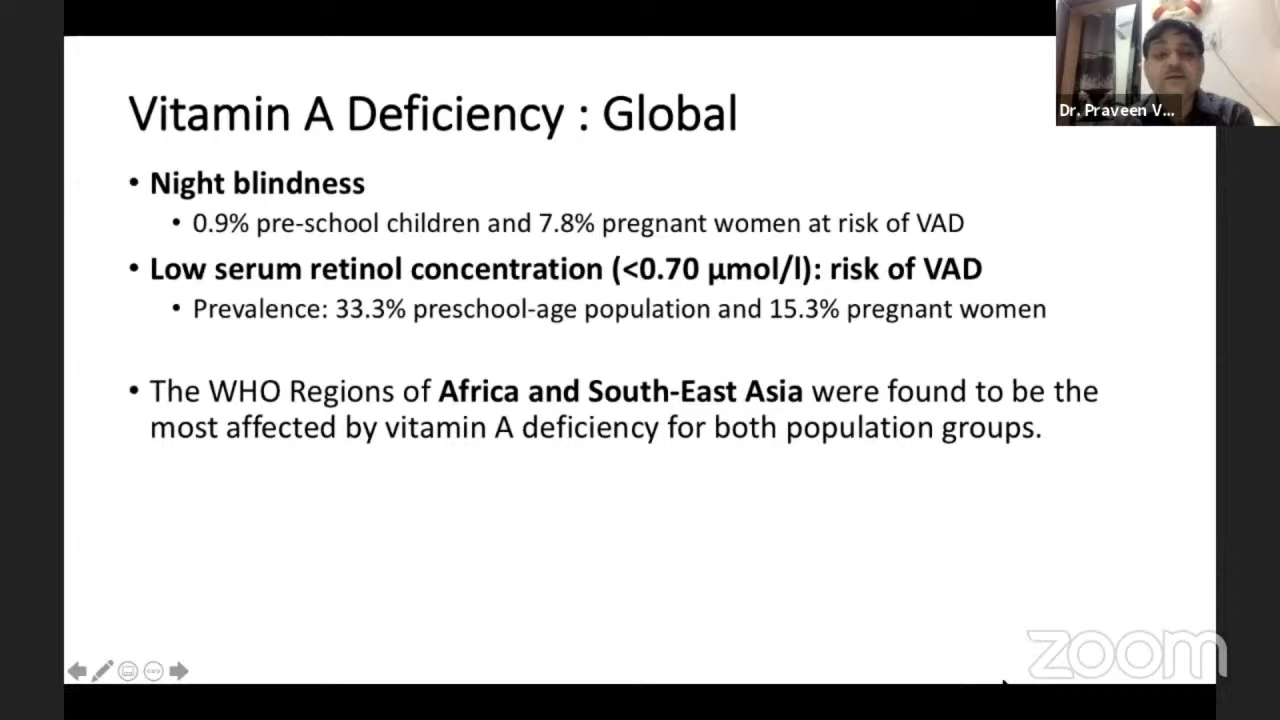 Vitamin A Deficiency : Global
Dr. Praveen V...
• Night blindness
• 0.9% pre-school children and 7.8% pregnant women at risk of VAD
• Low serum retinol concentration (<0.70 µmol/l): risk of VAD
• Prevalence: 33.3% preschool-age population and 15.3% pregnant women
• The WHO Regions of Africa and South-East Asia were found to be the
most affected by vitamin A deficiency for both population groups.
zoom